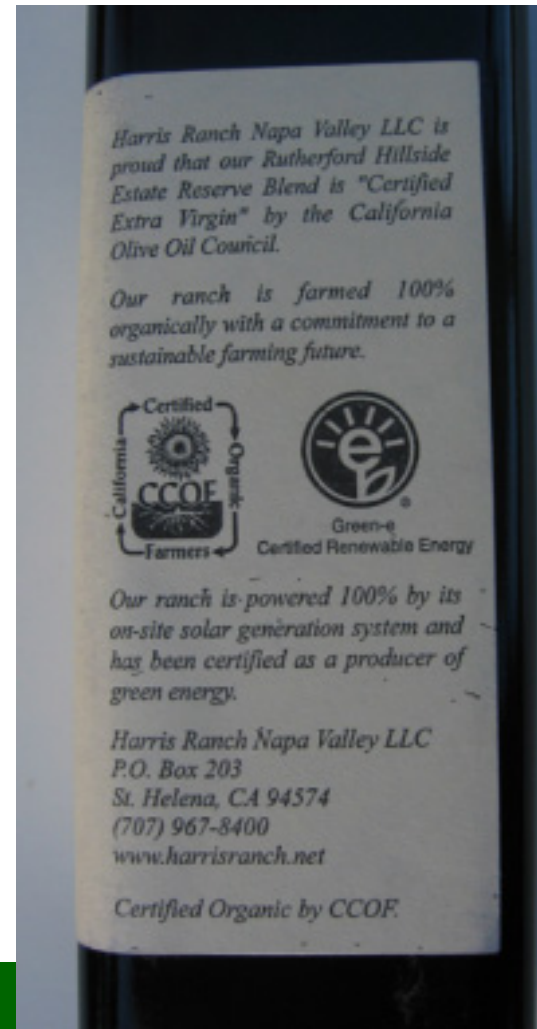 Harris Ranch Napa Valley LLC is
proud that our Rutherford Hillside
Estate Reserve Blend is "Certified
Extra Virgin" by the California
Olive Oil Council.
Our ranch is farmed 100%
organically with a commitment to a
sustainable farming future.
Certified
Organic
Farmers
California
CCOF
e
®
Green-e
Certified Renewable Energy
Our ranch is powered 100% by its
on-site solar generation system and
has been certified as a producer of
green energy.
Harris Ranch Napa Valley LLC
P.O. Box 203
St. Helena, CA 94574
(707) 967-8400
www.harrisranch.net
Certified Organic by CCOF.